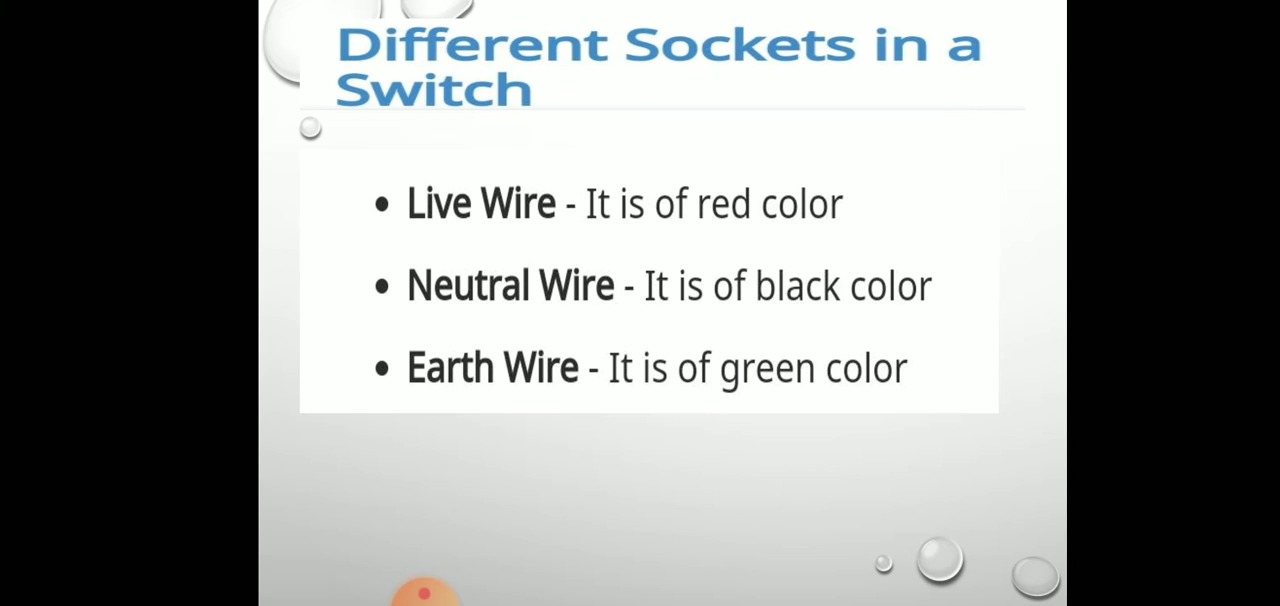 Different Sockets in a
Switch
• Live Wire - It is of red color
• Neutral Wire - It is of black color
• Earth Wire - It is of green color